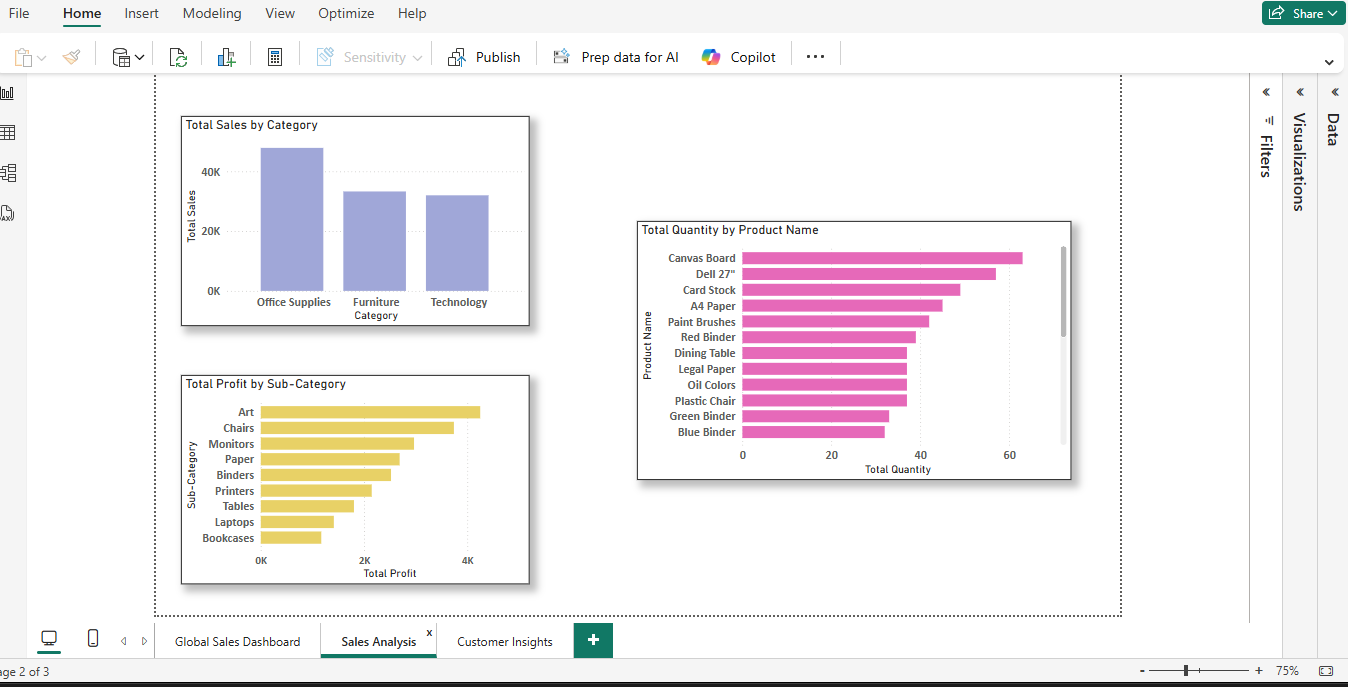 File Home Insert Modeling View Optimize Help
Share
Sensitivity Publish Prep data for AI Copilot
Total Sales by Category
Total Sales
40K
20K
0K
Office Supplies Furniture Technology
Category
Total Profit by Sub-Category
Sub-Category
Art
Chairs
Monitors
Paper
Binders
Printers
Tables
Laptops
Bookcases
0K 2K 4K
Total Profit
Total Quantity by Product Name
Product Name
Canvas Board
Dell 27"
Card Stock
A4 Paper
Paint Brushes
Red Binder
Dining Table
Legal Paper
Oil Colors
Plastic Chair
Green Binder
Blue Binder
0 20 40 60
Total Quantity
Filters
Visualizations
Data
Global Sales Dashboard Sales Analysis x Customer Insights +
age 2 of 3
- + 75%